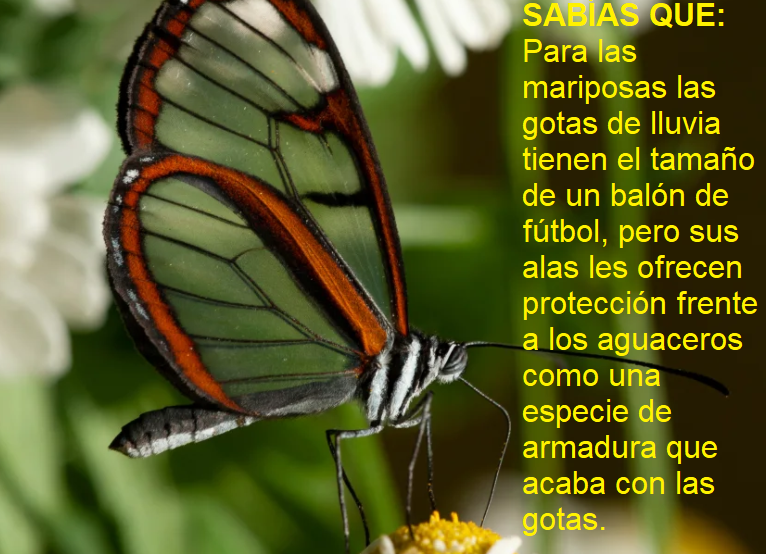 SABÍAS QUE:
Para las
mariposas las
gotas de lluvia
tienen el tamaño
de un balón de
fútbol, pero sus
alas les ofrecen
protección frente
a los aguaceros
como una
especie de
armadura que
acaba con las
gotas.